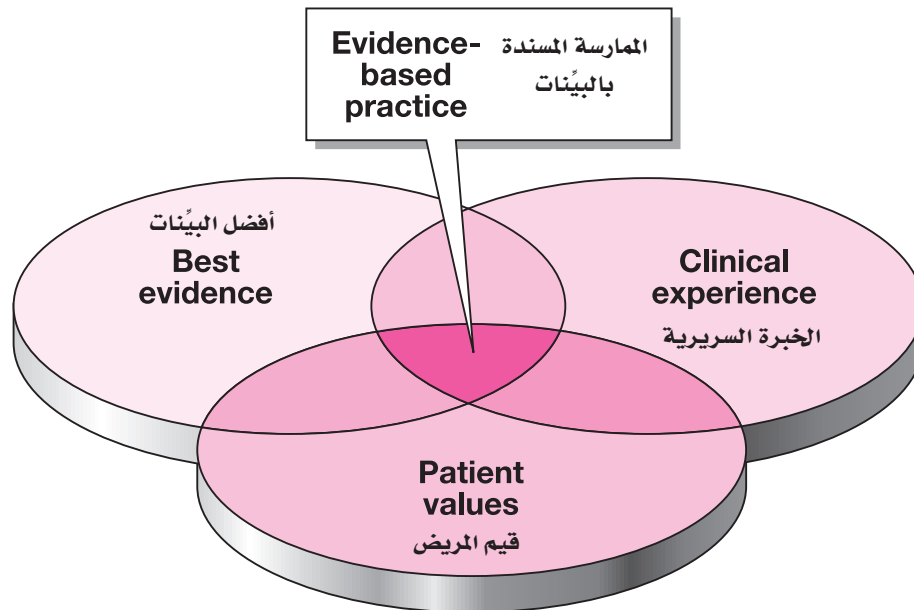 Evidence-
based
practice
الممارسة المسندة
بالبيِّنات
أفضل البيِّنات
Best
evidence
Clinical
experience
الخبرة السريرية
Patient
values
قيم المريض